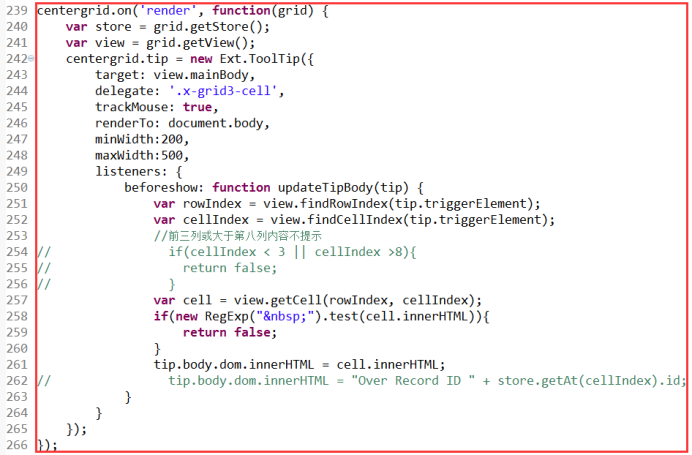 239 centergrid.on('render', function(grid) {
240     var store = grid.getStore();
241     var view = grid.getView();
242     centergrid.tip = new Ext.ToolTip({
243         target: view.mainBody,
244         delegate: '.x-grid3-cell',
245         trackMouse: true,
246         renderTo: document.body,
247         minWidth:200,
248         maxWidth:500,
249         listeners: {
250             beforeshow: function updateTipBody(tip) {
251                 var rowIndex = view.findRowIndex(tip.triggerElement);
252                 var cellIndex = view.findCellIndex(tip.triggerElement);
253                 //前三列或大于第八列内容不提示
254 //                if(cellIndex < 3 || cellIndex >8){
255 //                  return false;
256 //                }
257                 var cell = view.getCell(rowIndex, cellIndex);
258                 if(new RegExp("&nbsp;").test(cell.innerHTML)){
259                     return false;
260                 }
261                 tip.body.dom.innerHTML = cell.innerHTML;
262 //                tip.body.dom.innerHTML = "Over Record ID " + store.getAt(cellIndex).id;
263             }
264         }
265     });
266 });